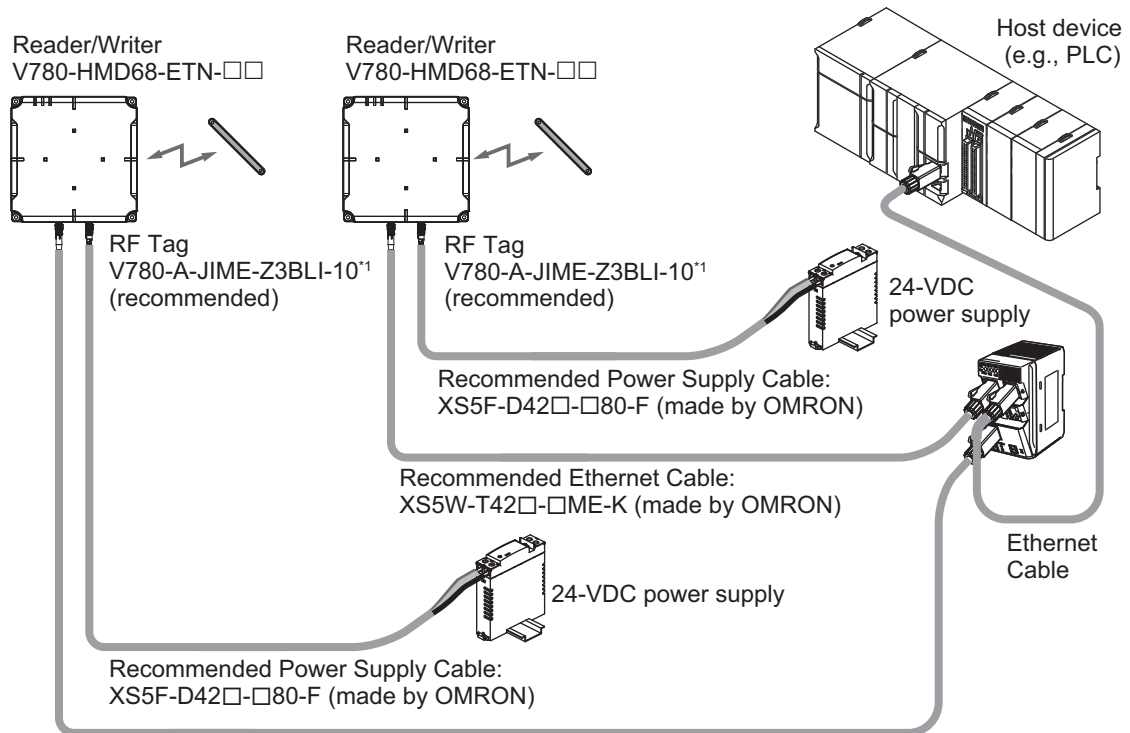 Reader/Writer
V780-HMD68-ETN-□□
Reader/Writer
V780-HMD68-ETN-□□
Host device
(e.g., PLC)
RF Tag
V780-A-JIME-Z3BLI-10*1
(recommended)
RF Tag
V780-A-JIME-Z3BLI-10*1
(recommended)
24-VDC
power supply
Recommended Power Supply Cable:
XS5F-D42□-□80-F (made by OMRON)
Recommended Ethernet Cable:
XS5W-T42□-□ME-K (made by OMRON)
Ethernet
Cable
24-VDC power supply
Recommended Power Supply Cable:
XS5F-D42□-□80-F (made by OMRON)